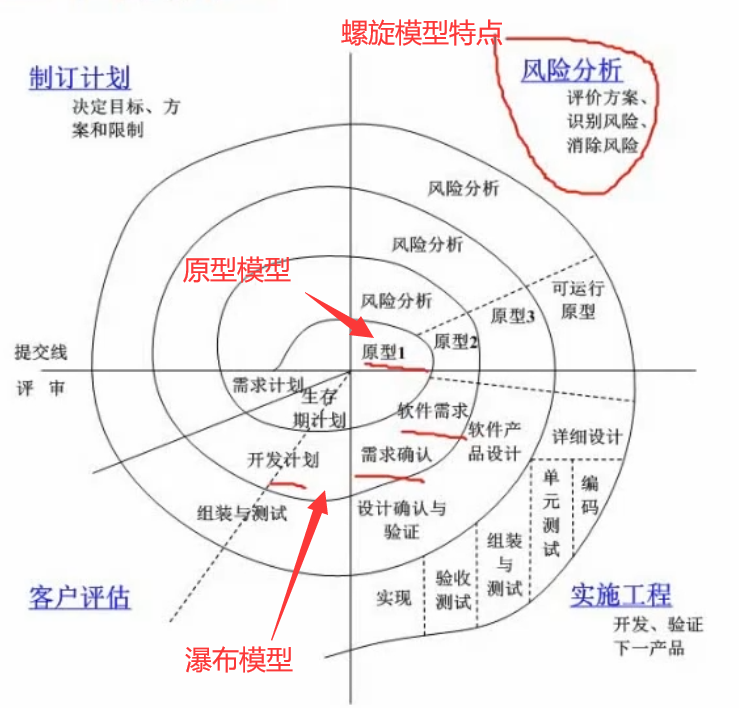 螺旋模型特点
制订计划
决定目标、方
案和限制
风险分析
评价方案、
识别风险、
消除风险
风险分析
风险分析
原型模型
风险分析
可运行
原型
原型3
原型2
原型1
提交线
评 审
需求计划
生存
期计划
软件需求
软件产
品设计
详细设计
需求确认
开发计划
单元测试
编码
组装与测试
设计确认与
验证
组装与测试
验收
测试
实现
客户评估
实施工程
开发、验证
下一产品
瀑布模型